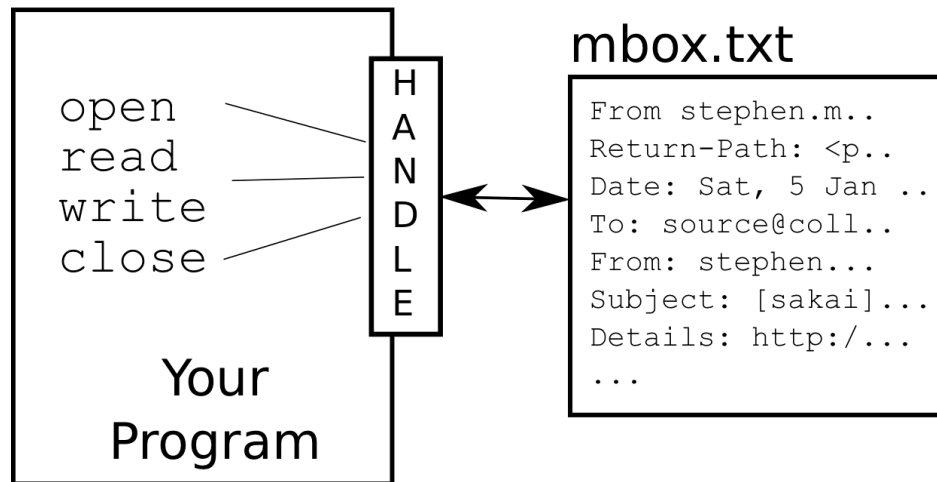 open
read
write
close
HANDLE
Your
Program
mbox.txt
From stephen.m..
Return-Path: <p..
Date: Sat, 5 Jan ..
To: source@coll..
From: stephen...
Subject: [sakai]...
Details: http:/...
...